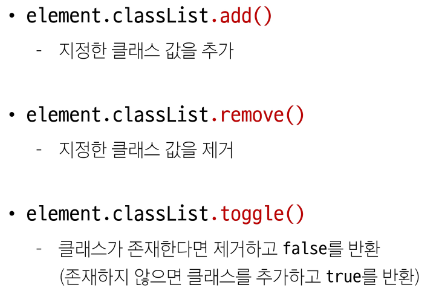 • element.classList.add()
- 지정한 클래스 값을 추가
• element.classList.remove()
- 지정한 클래스 값을 제거
• element.classList.toggle()
- 클래스가 존재한다면 제거하고 false를 반환
(존재하지 않으면 클래스를 추가하고 true를 반환)